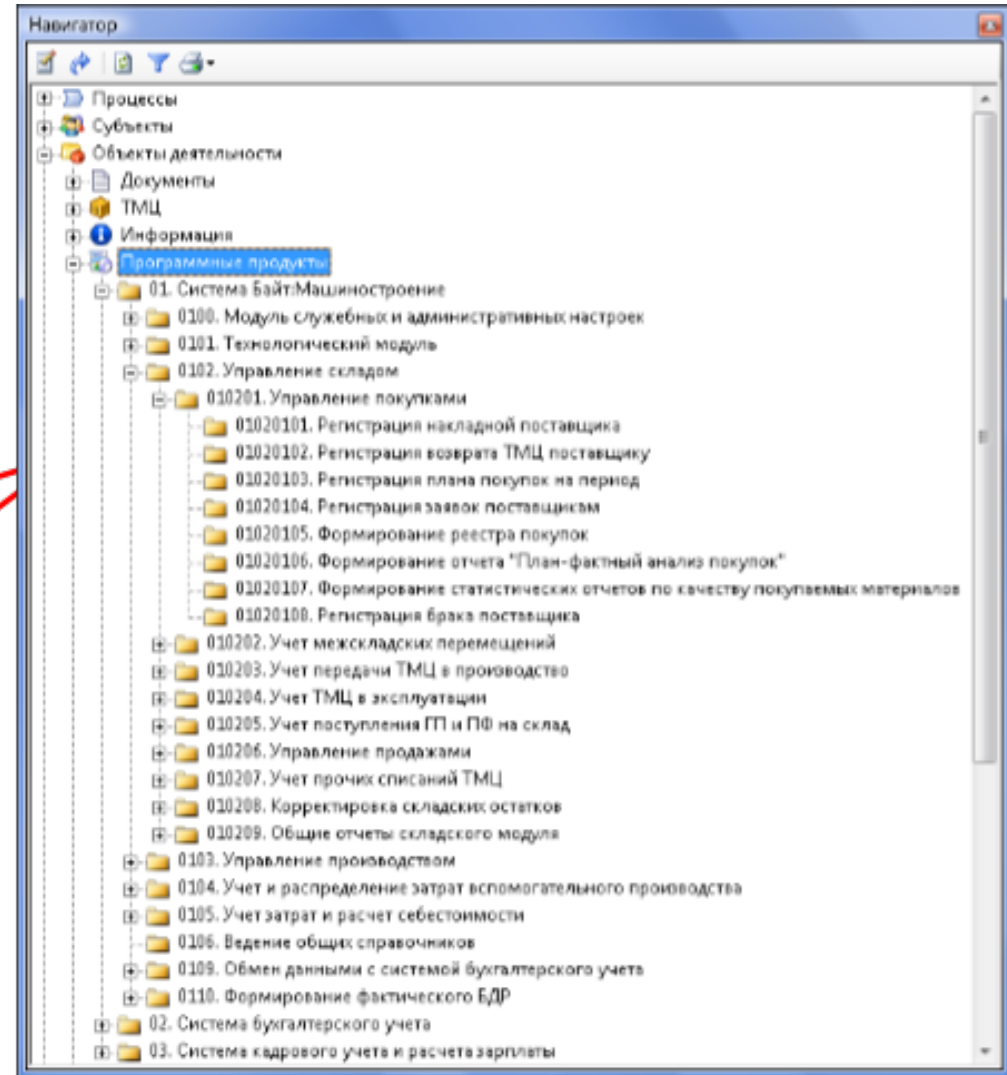 Навигатор
Процессы
Субъекты
Объекты деятельности
Документы
ТМЦ
Информация
Программные продукты
01. Система Байт:Машиностроение
0100. Модуль служебных и административных настроек
0101. Технологический модуль
0102. Управление складом
010201. Управление покупками
01020101. Регистрация накладной поставщика
01020102. Регистрация возврата ТМЦ поставщику
01020103. Регистрация плана покупок на период
01020104. Регистрация заявок поставщикам
01020105. Формирование реестра покупок
01020106. Формирование отчета "План-фактный анализ покупок"
01020107. Формирование статистических отчетов по качеству покупаемых материалов
01020108. Регистрация брака поставщика
010202. Учет межскладских перемещений
010203. Учет передачи ТМЦ в производство
010204. Учет ТМЦ в эксплуатации
010205. Учет поступления ГП и ПФ на склад
010206. Управление продажами
010207. Учет прочих списаний ТМЦ
010208. Корректировка складских остатков
010209. Общие отчеты складского модуля
0103. Управление производством
0104. Учет и распределение затрат вспомогательного производства
0105. Учет затрат и расчет себестоимости
0106. Ведение общих справочников
0109. Обмен данными с системой бухгалтерского учета
0110. Формирование фактического БДР
02. Система бухгалтерского учета
03. Система кадрового учета и расчета зарплаты